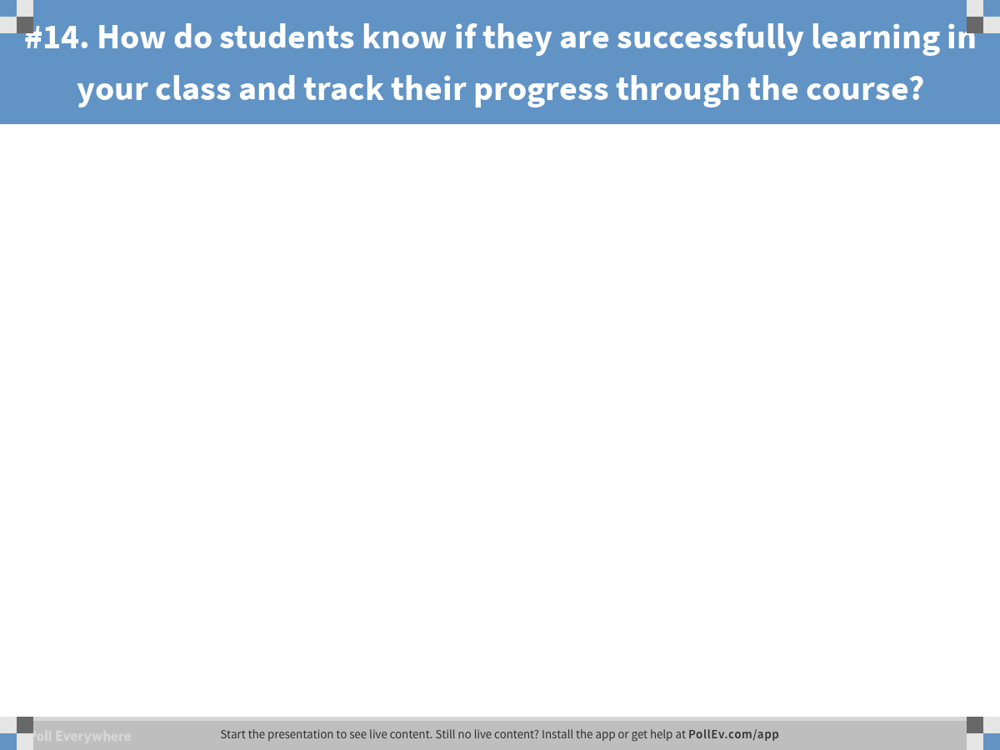 #14. How do students know if they are successfully learning in
your class and track their progress through the course?
Poll Everywhere
Start the presentation to see live content. Still no live content? Install the app or get help at PollEv.com/app